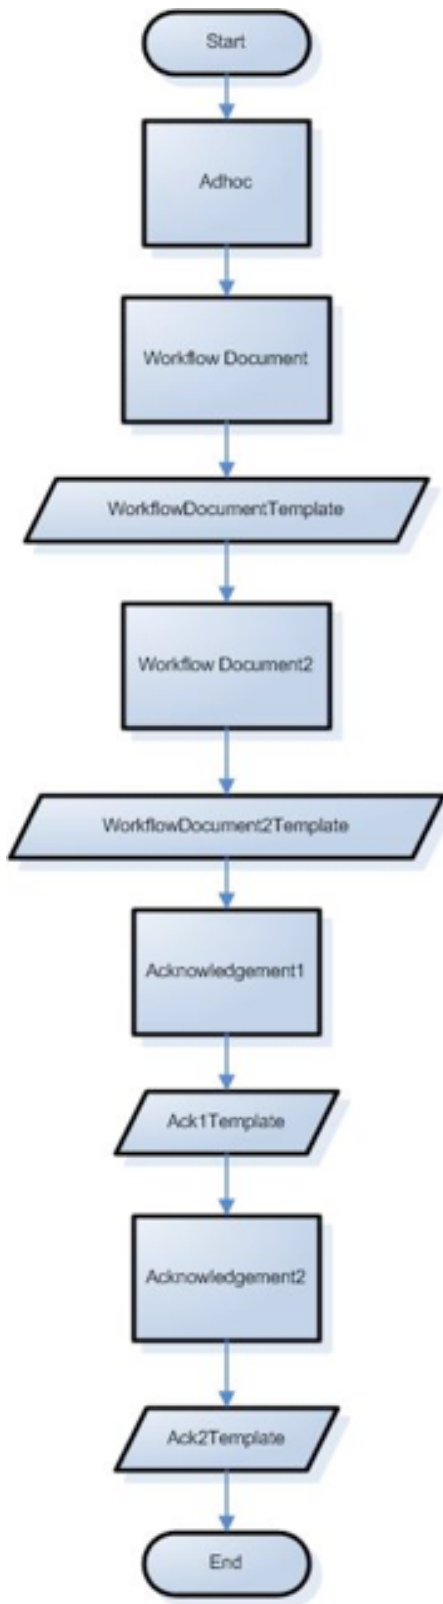 Start
Adhoc
Workflow Document
WorkflowDocumentTemplate
Workflow Document2
WorkflowDocument2Template
Acknowledgement1
Ack1Template
Acknowledgement2
Ack2Template
End